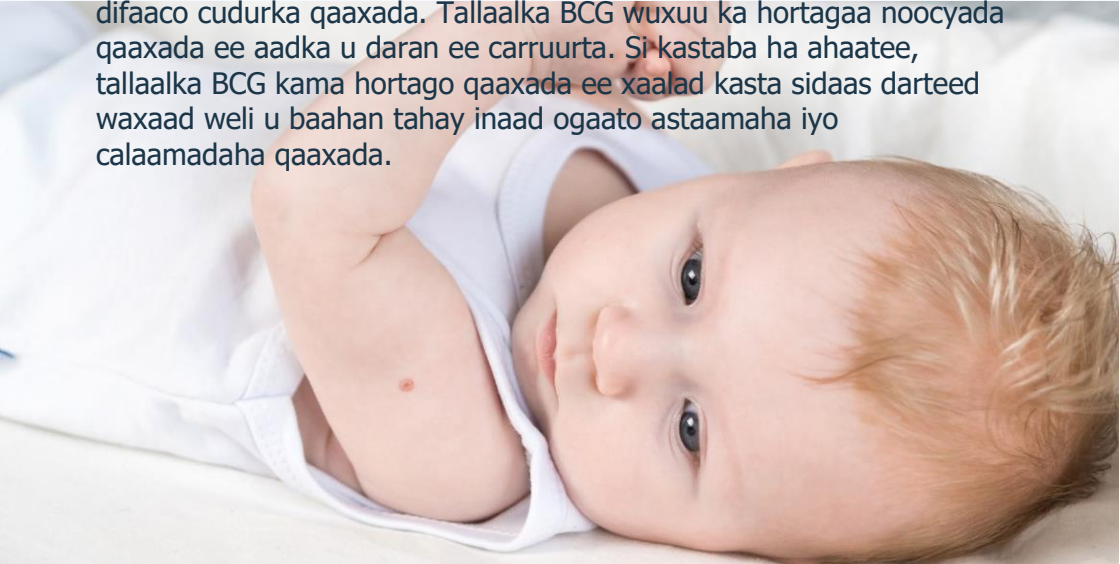 difaaco cudurka qaaxada. Tallaalka BCG wuxuu ka hortagaa noocyada
qaaxada ee aadka u daran ee carruurta. Si kastaba ha ahaatee,
tallaalka BCG kama hortago qaaxada ee xaalad kasta sidaas darteed
waxaad weli u baahan tahay inaad ogaato astaamaha iyo
calaamadaha qaaxada.